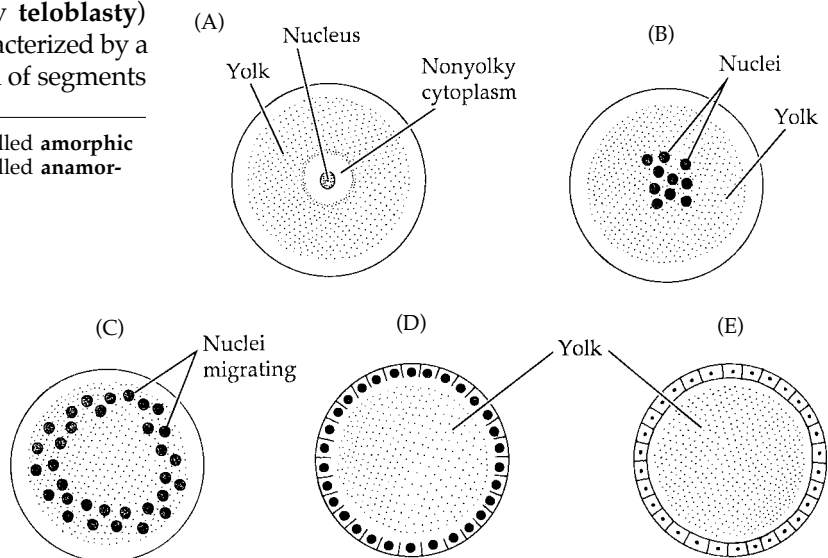 y teloblasty)
acterized by a
of segments
lled amorphic
lled anamor-
(A)
Nucleus
Yolk
Nonyolky
cytoplasm
(B)
Nuclei
Yolk
(C)
Nuclei
migrating
(D)
Yolk
(E)